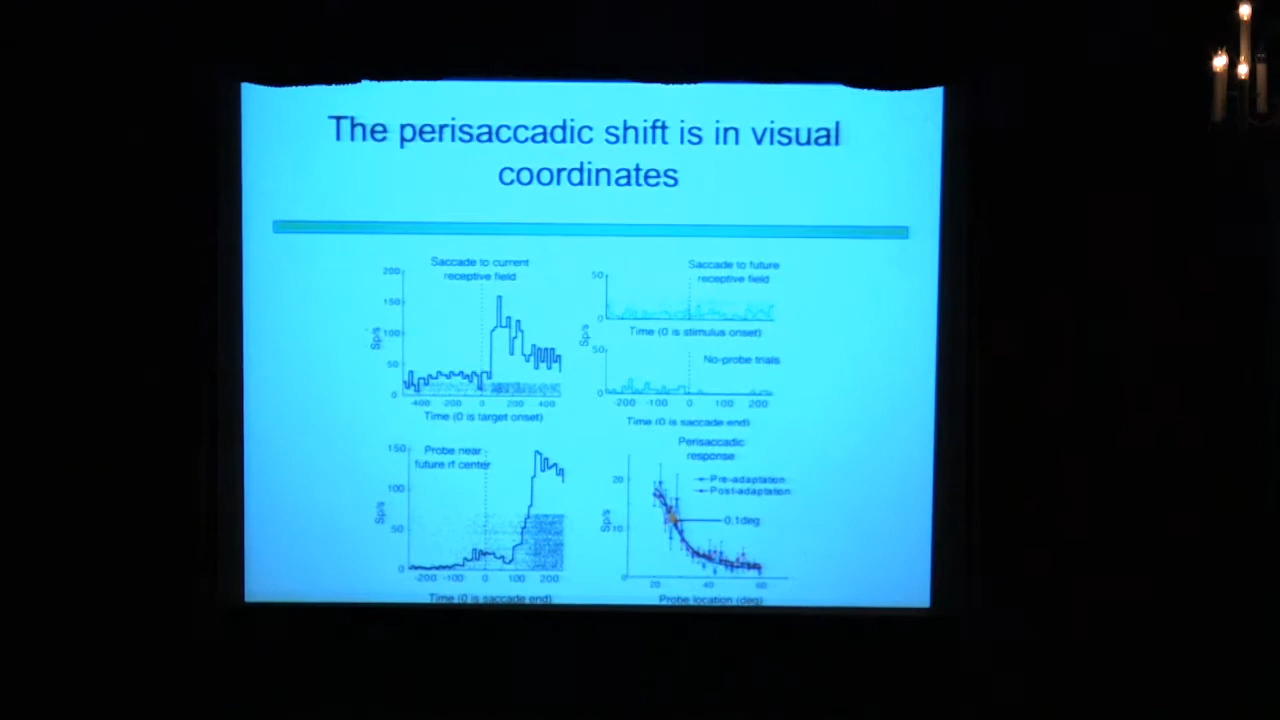 The perisaccadic shift is in visual
coordinates
Saccade to current
receptive field
200
150
100
50
0
Sp/s
-400 -200 0 200 400
Time (0 is target onset)
Saccade to future
receptive field
50
0
Time (0 is stimulus onset)
Sp/s
50
0
No-probe trials
-200 -100 0 100 200
Time (0 is saccade end)
Probe near
future rf center
150
100
50
0
Sp/s
-200 -100 0 100 200
Time (0 is saccade end)
Perisaccadic
response
20
10
0
Sp/s
Pre-adaptation
Post-adaptation
0.1deg
20 40 60
Probe location (deg)